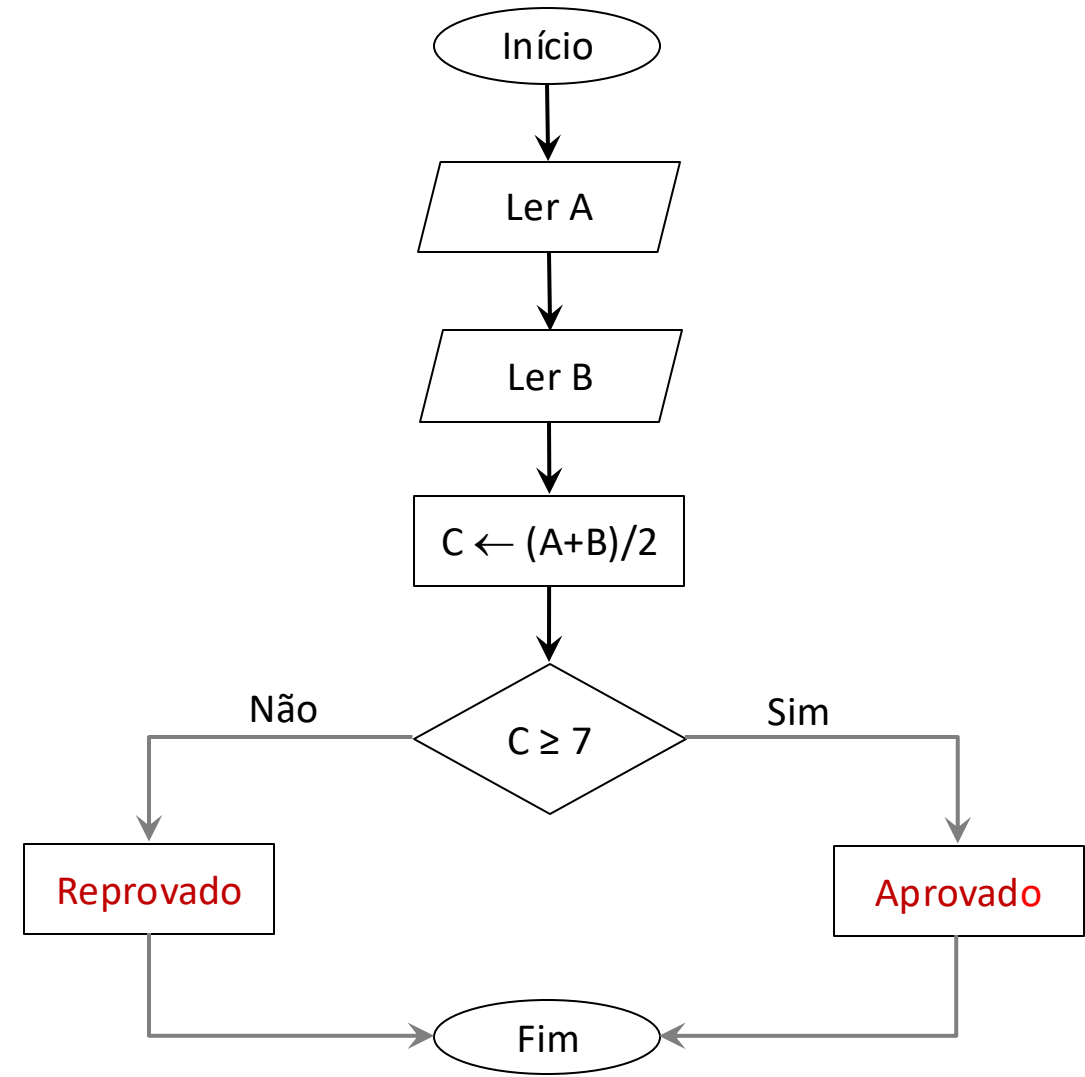 Início
Ler A
Ler B
C ← (A+B)/2
Não
Sim
C ≥ 7
Reprovado
Aprovado
Fim